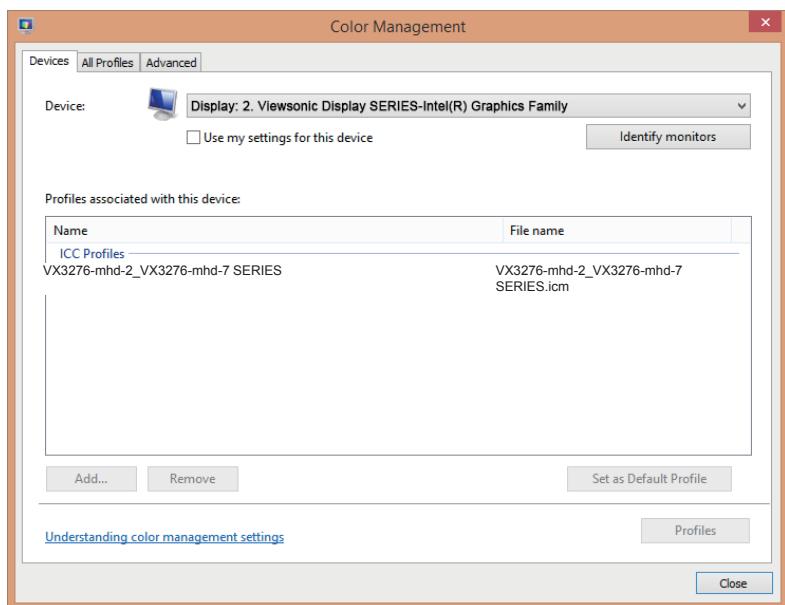 Color Management
Devices All Profiles Advanced
Device: Display: 2. Viewsonic Display SERIES-Intel(R) Graphics Family
Use my settings for this device Identify monitors
Profiles associated with this device:
Name File name
ICC Profiles
VX3276-mhd-2_VX3276-mhd-7 SERIES VX3276-mhd-2_VX3276-mhd-7
SERIES.icm
Add... Remove Set as Default Profile
Understanding color management settings Profiles
Close